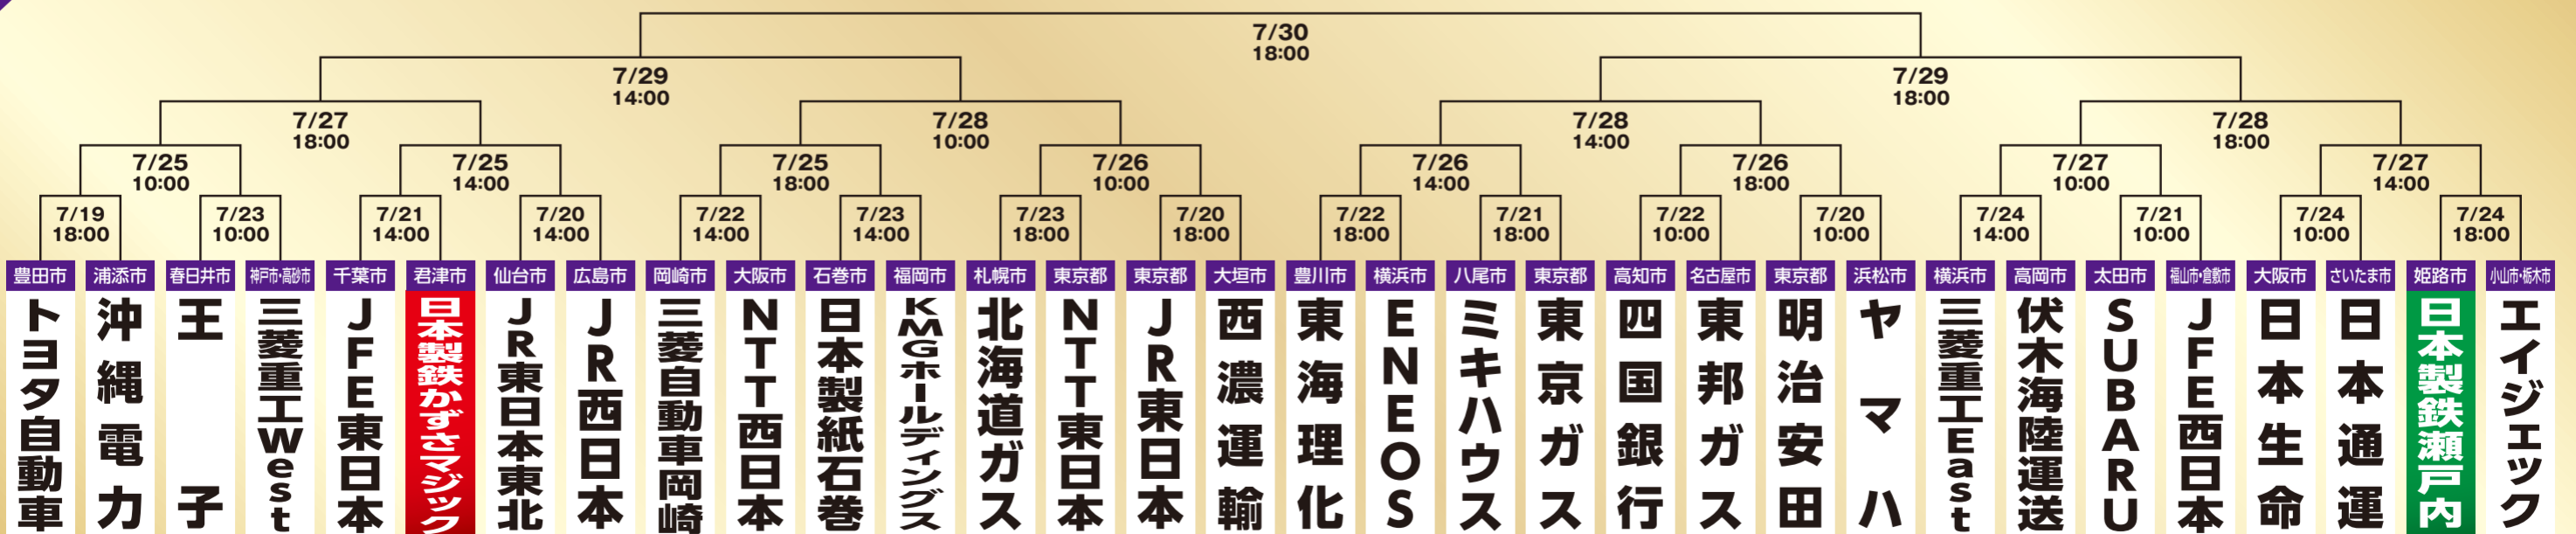 7/30
18:00
7/29
14:00
7/29
18:00
7/27
18:00
7/28
10:00
7/28
14:00
7/28
18:00
7/25
10:00
7/25
14:00
7/25
18:00
7/26
10:00
7/26
14:00
7/26
18:00
7/27
10:00
7/27
14:00
7/19
18:00
7/23
10:00
7/21
14:00
7/20
14:00
7/22
14:00
7/23
14:00
7/23
18:00
7/20
18:00
7/22
18:00
7/21
18:00
7/22
10:00
7/20
10:00
7/24
14:00
7/21
10:00
7/24
10:00
7/24
18:00
豊田市
トヨタ自動車
浦添市
沖縄電力
春日井市
王子
神戸市・高砂市
三菱重工West
千葉市
JFE東日本
君津市
日本製鉄かずさマジック
仙台市
JR東日本東北
広島市
JR西日本
岡崎市
三菱自動車岡崎
大阪市
NTT西日本
石巻市
日本製紙石巻
福岡市
KMGホールディングス
札幌市
北海道ガス
東京都
NTT東日本
東京都
JR東日本
大垣市
西濃運輸
豊川市
東海理化
横浜市
ENEOS
八尾市
ミキハウス
東京都
東京ガス
高知市
四国銀行
名古屋市
東邦ガス
東京都
明治安田
浜松市
ヤマハ
横浜市
三菱重工East
高岡市
伏木海陸運送
太田市
SUBARU
福山市・倉敷市
JFE西日本
大阪市
日本生命
さいたま市
日本通運
姫路市
日本製鉄瀬戸内
小山市・栃木市
エイジェック